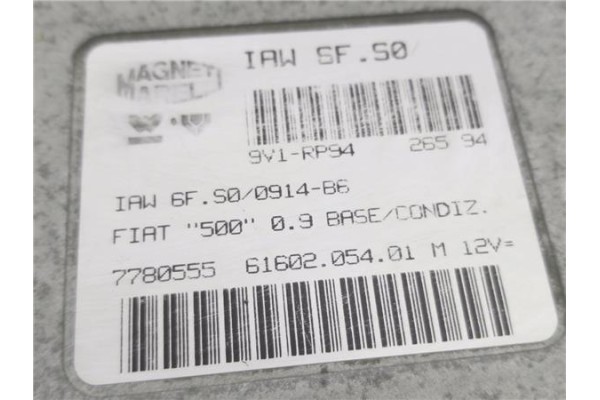 MAGNETI
MARELLI
IAW SF.S0
9V1-RP94 265 94
IAW 6F.S0/0914-B6
FIAT "500" 0.9 BASE/CONDIZ.
7780555 61602.054.01 M 12V=